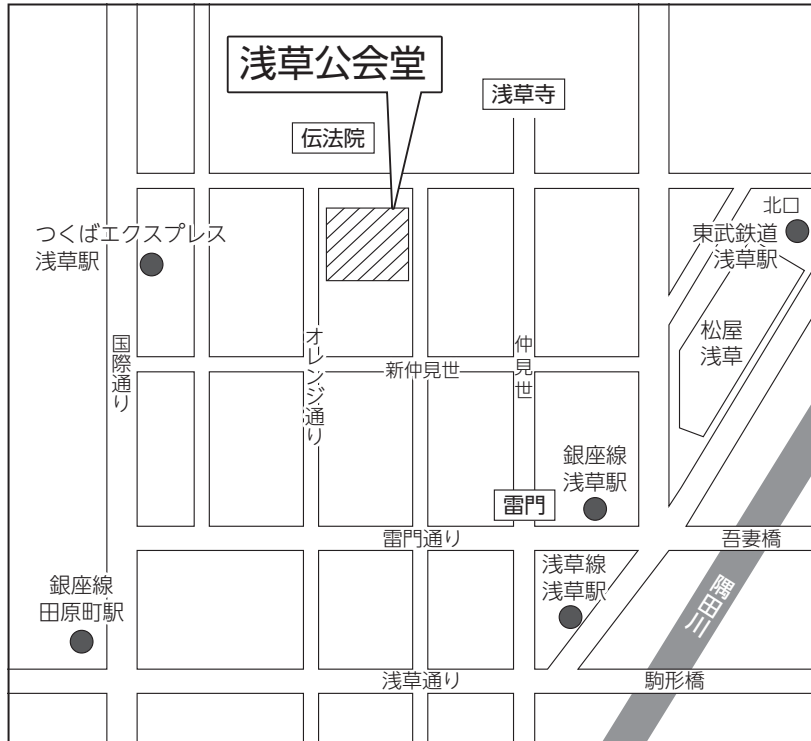 浅草公会堂
浅草寺
伝法院
北口
つくばエクスプレス
浅草駅
東武鉄道
浅草駅
国際通り
オレンジ通り
新仲見世
仲見世
松屋
浅草
銀座線
浅草駅
雷門
雷門通り
吾妻橋
浅草線
浅草駅
銀座線
田原町駅
隅田川
浅草通り
駒形橋